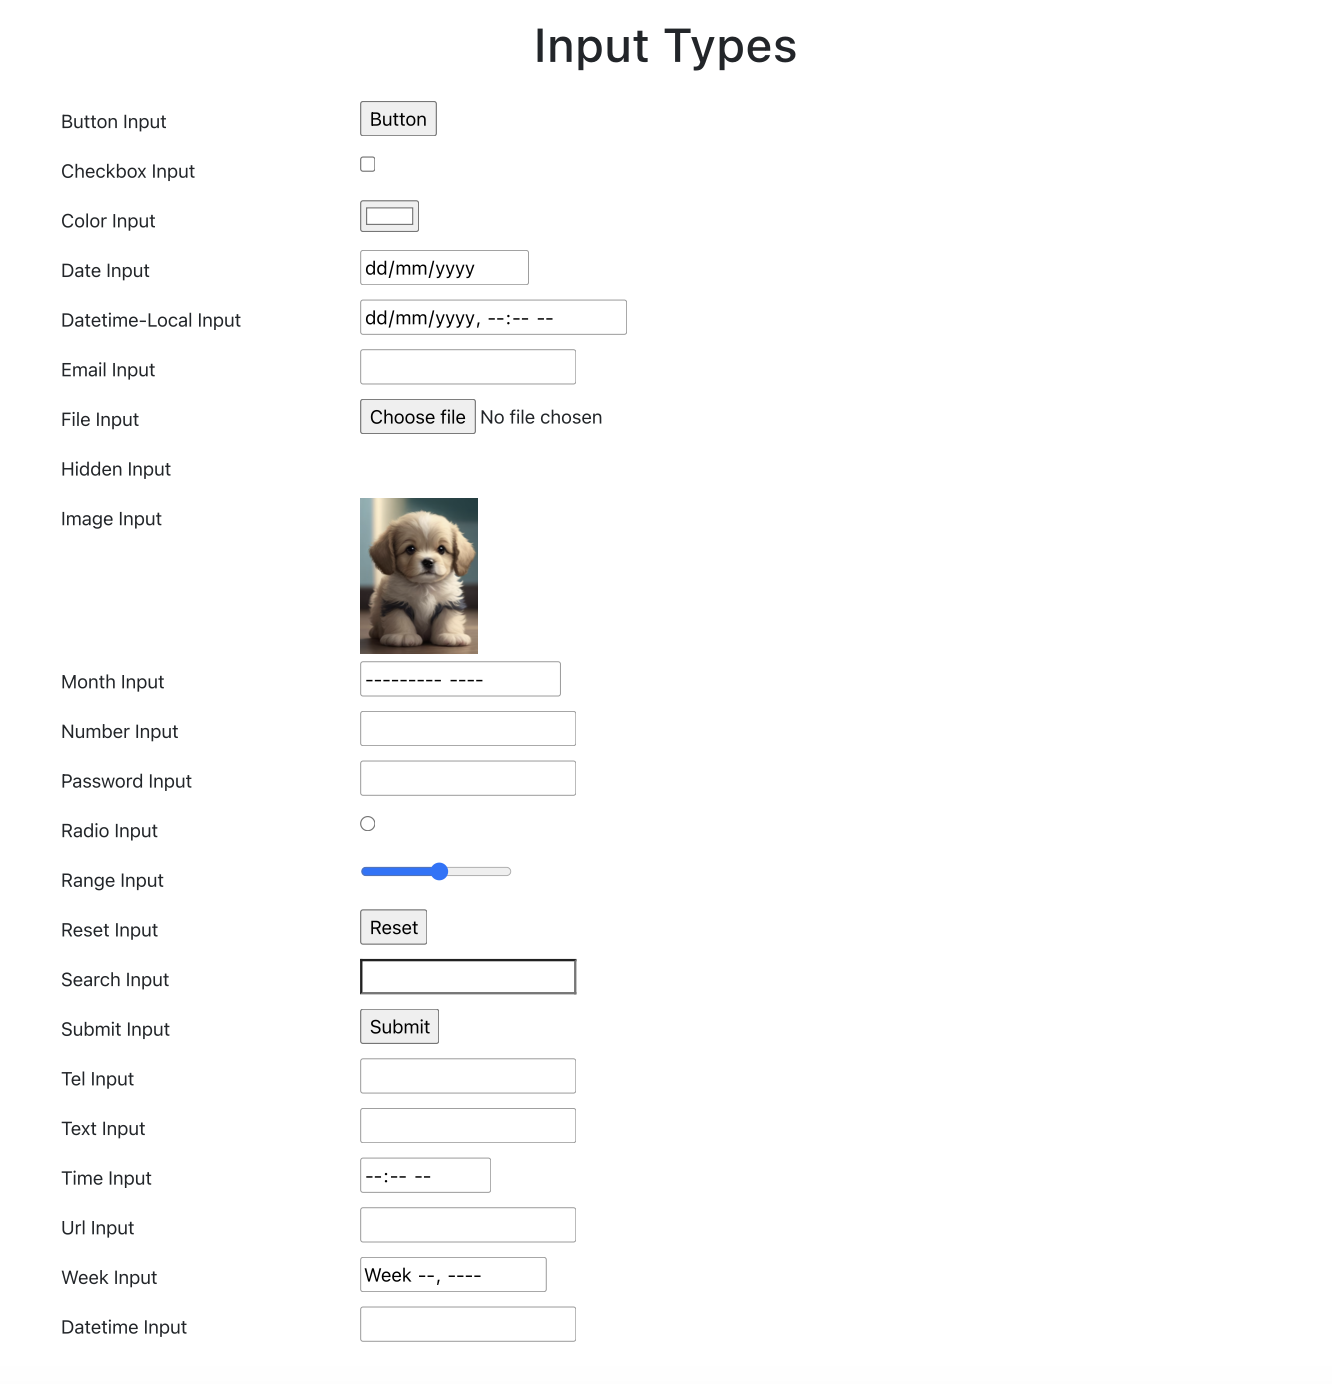 Input Types
Button Input Button
Checkbox Input
Color Input
Date Input dd/mm/yyyy
Datetime-Local Input dd/mm/yyyy, --:-- --
Email Input
File Input Choose file No file chosen
Hidden Input
Image Input
Month Input --------- ----
Number Input
Password Input
Radio Input
Range Input
Reset Input Reset
Search Input
Submit Input Submit
Tel Input
Text Input
Time Input --:-- --
Url Input
Week Input Week --, ----
Datetime Input